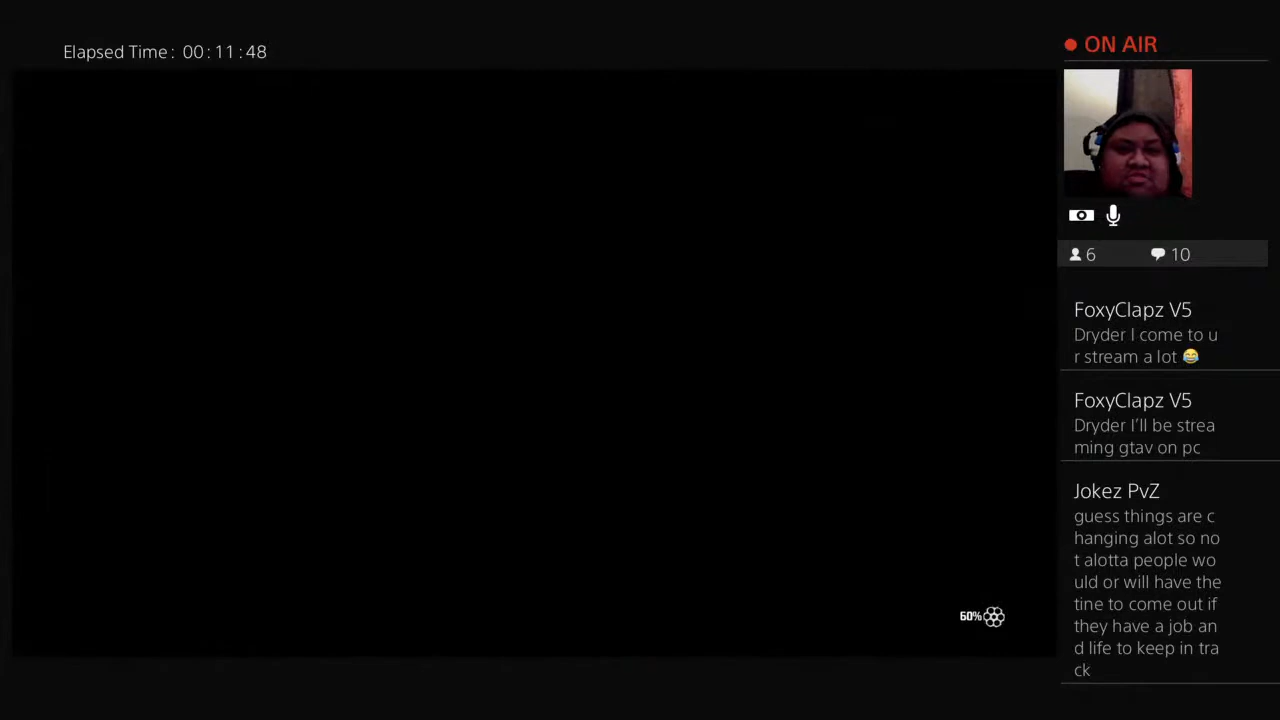 Elapsed Time: 00:11:48
ON AIR
6
10
FoxyClapz V5
Dryder I come to u
r stream a lot 😂
FoxyClapz V5
Dryder I'll be strea
ming gtav on pc
Jokez PvZ
guess things are c
hanging alot so no
t alotta people wo
uld or will have the
tine to come out if
they have a job an
d life to keep in tra
ck
60%